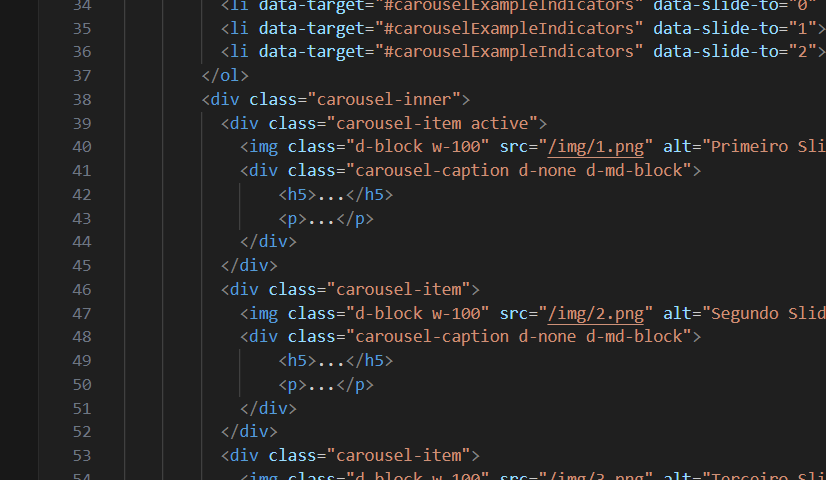 34 <li data-target="#carouselExampleIndicators" data-slide-to="0"
35 <li data-target="#carouselExampleIndicators" data-slide-to="1">
36 <li data-target="#carouselExampleIndicators" data-slide-to="2">
37 </ol>
38 <div class="carousel-inner">
39 <div class="carousel-item active">
40 <img class="d-block w-100" src="/img/1.png" alt="Primeiro Sli
41 <div class="carousel-caption d-none d-md-block">
42 <h5>...</h5>
43 <p>...</p>
44 </div>
45 </div>
46 <div class="carousel-item">
47 <img class="d-block w-100" src="/img/2.png" alt="Segundo Slid
48 <div class="carousel-caption d-none d-md-block">
49 <h5>...</h5>
50 <p>...</p>
51 </div>
52 </div>
53 <div class="carousel-item">
54 <img class="d-block w-100" src="/img/3.png" alt="Terceiro Sli